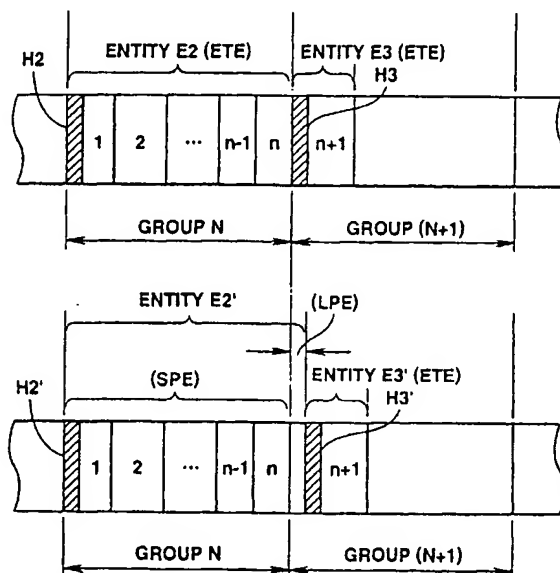 ENTITY E2 (ETE) ENTITY E3 (ETE)
H2 H3
1 2 ... n-1 n n+1
GROUP N GROUP (N+1)
ENTITY E2' (LPE)
(SPE) ENTITY E3' (ETE)
H2' H3'
1 2 ... n-1 n n+1
GROUP N GROUP (N+1)